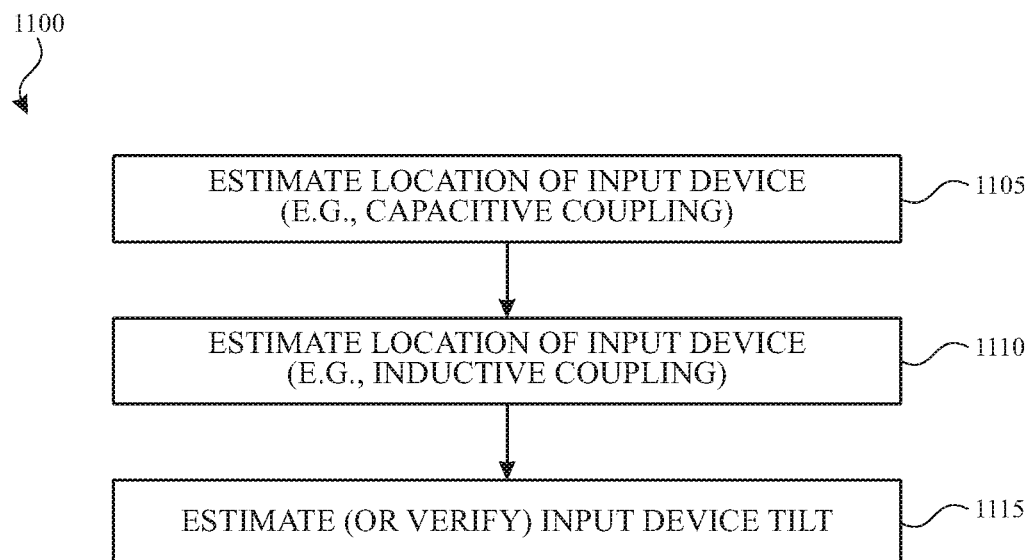 1100
ESTIMATE LOCATION OF INPUT DEVICE
(E.G., CAPACITIVE COUPLING)
1105
ESTIMATE LOCATION OF INPUT DEVICE
(E.G., INDUCTIVE COUPLING)
1110
ESTIMATE (OR VERIFY) INPUT DEVICE TILT
1115